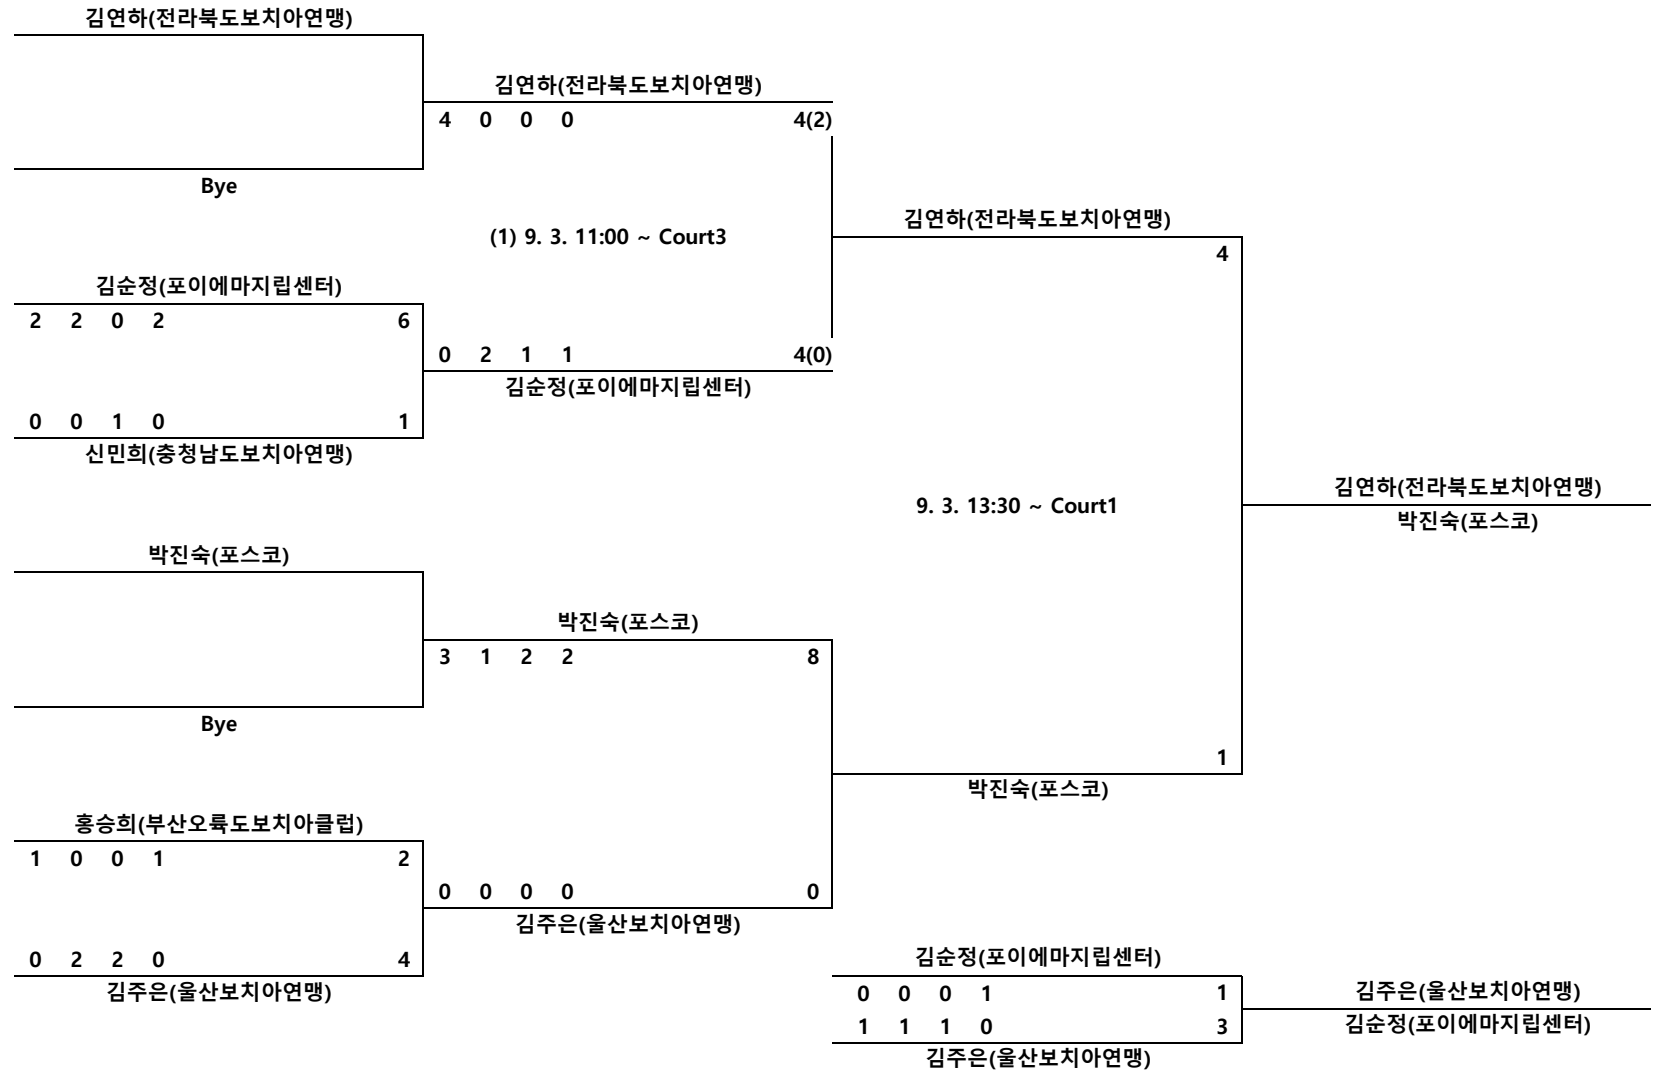 김연하(전라북도보치아연맹)
김연하(전라북도보치아연맹)
4 0 0 0 4(2)
Bye
김연하(전라북도보치아연맹)
(1) 9. 3. 11:00 ~ Court3
4
김순정(포이에마지립센터)
2 2 0 2 6
0 2 1 1 4(0)
김순정(포이에마지립센터)
0 0 1 0 1
신민희(충청남도보치아연맹)
김연하(전라북도보치아연맹)
9. 3. 13:30 ~ Court1
박진숙(포스코)
박진숙(포스코)
박진숙(포스코)
3 1 2 2 8
Bye
1
박진숙(포스코)
홍승희(부산오륙도보치아클럽)
1 0 0 1 2
0 0 0 0 0
김주은(울산보치아연맹)
0 2 2 0 4
김순정(포이에마지립센터)
김주은(울산보치아연맹)
0 0 0 1 1
김주은(울산보치아연맹)
1 1 1 0 3
김순정(포이에마지립센터)
김주은(울산보치아연맹)